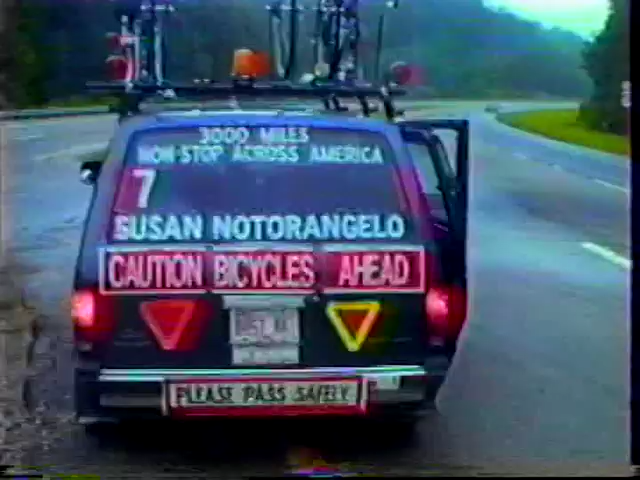 3000 MILES
NON-STOP ACROSS AMERICA
7
SUSAN NOTORANGELO
CAUTION BICYCLES AHEAD
PLEASE PASS SAFELY